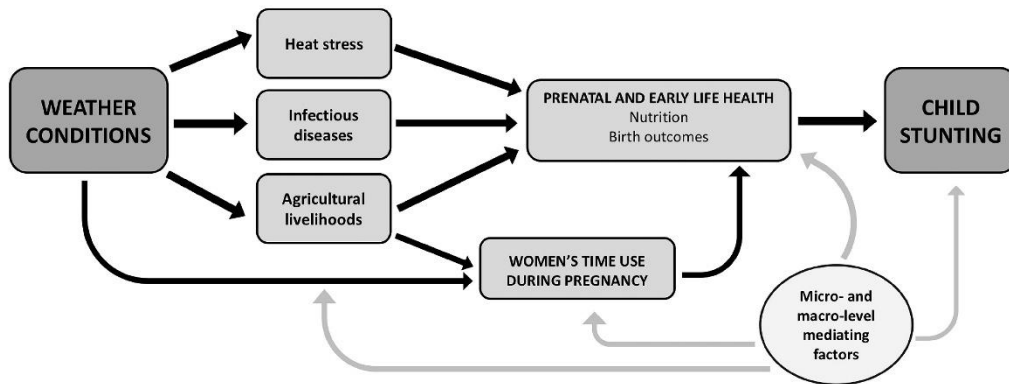 Heat stress
WEATHER
CONDITIONS
Infectious
diseases
Agricultural
livelihoods
PRENATAL AND EARLY LIFE HEALTH
Nutrition
Birth outcomes
CHILD
STUNTING
WOMEN'S TIME USE
DURING PREGNANCY
Micro- and
macro-level
mediating
factors